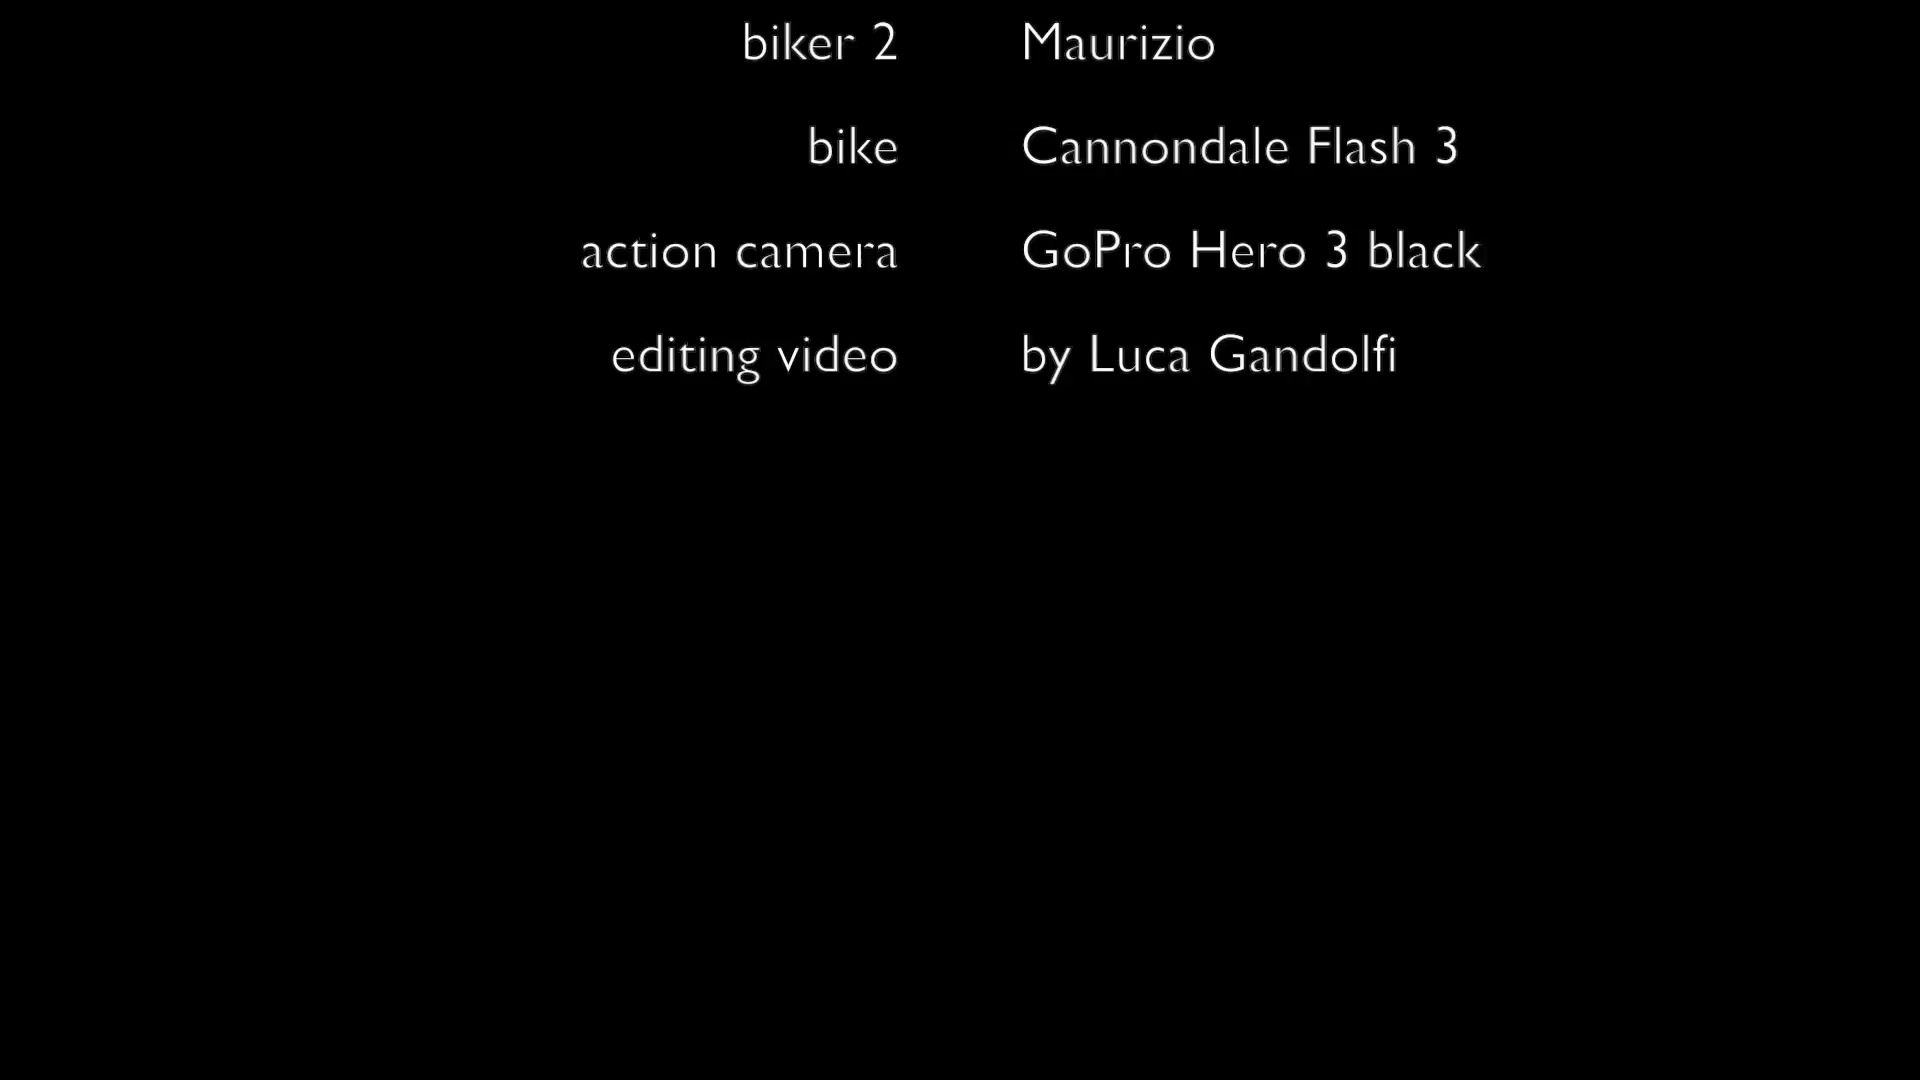 biker 2 Maurizio
bike Cannondale Flash 3
action camera GoPro Hero 3 black
editing video by Luca Gandolfi